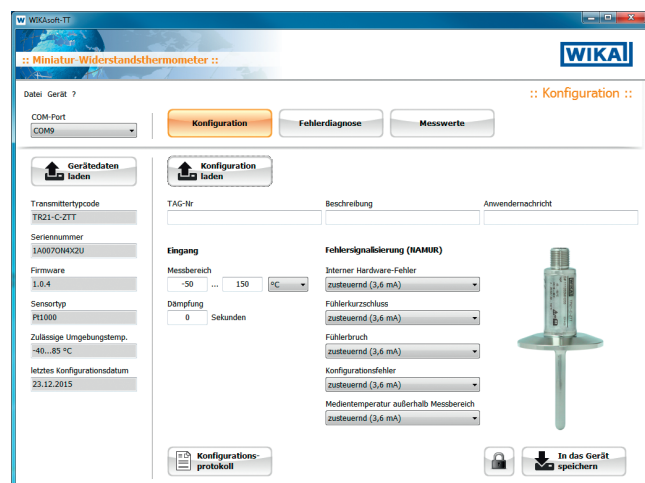 WIKAsoft-TT
:: Miniatur-Widerstandsthermometer ::
WIKA
Datei Gerät ?
:: Konfiguration ::
COM-Port
COM9
Konfiguration
Fehlerdiagnose
Messwerte
Gerätedaten
laden
Konfiguration
laden
Transmittertypcode
TR21-C-ZTT
Seriennummer
1A007ON4X2U
Firmware
1.0.4
Sensortyp
Pt1000
Zulässige Umgebungstemp.
-40...85 °C
letztes Konfigurationsdatum
23.12.2015
TAG-Nr
Beschreibung
Anwendernachricht
Eingang
Messbereich
-50 ... 150 °C
Dämpfung
0 Sekunden
Fehlersignalisierung (NAMUR)
Interner Hardware-Fehler
zusteuernd (3,6 mA)
Fühlerkurzschluss
zusteuernd (3,6 mA)
Fühlerbruch
zusteuernd (3,6 mA)
Konfigurationsfehler
zusteuernd (3,6 mA)
Medientemperatur außerhalb Messbereich
zusteuernd (3,6 mA)
Konfigurations-
protokoll
In das Gerät
speichern